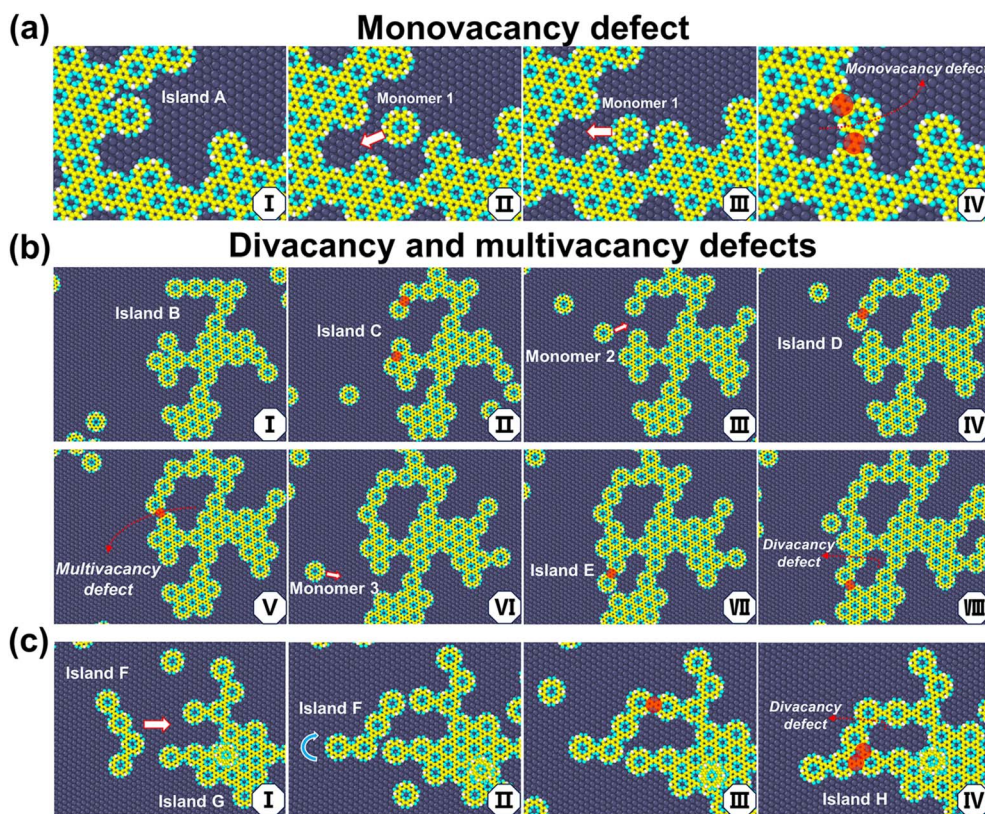 (a)
Monovacancy defect
Island A
I
Monomer 1
II
Monomer 1
III
Monovacancy defect
IV
(b)
Divacancy and multivacancy defects
Island B
I
Island C
II
Monomer 2
III
Island D
IV
Multivacancy
defect
V
Monomer 3
VI
Island E
VII
Divacancy
defect
VIII
(c)
Island F
Island G
I
Island F
II
III
Divacancy
defect
Island H
IV